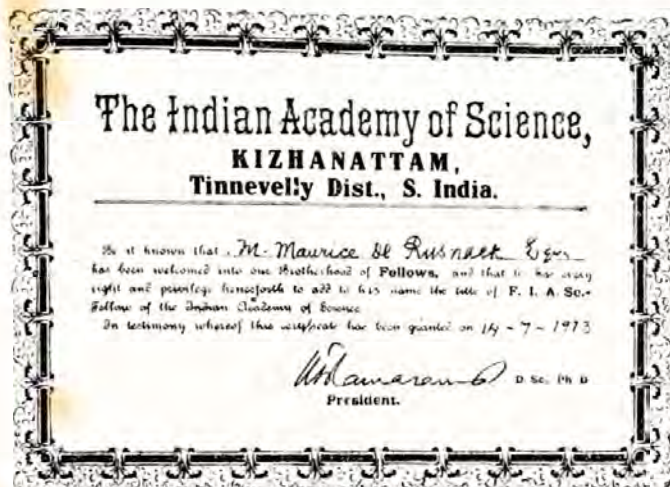 The Indian Academy of Science,
KIZHANATTAM,
Tinnevelly Dist., S. India.
Be it known that M. Maurice De Rusnack Esq.
has been welcomed into our Brotherhood of Fellows, and that he has every
right and privilege henceforth to add to his name the title of F. I. A. Sc.-
Fellow of the Indian Academy of Science
In testimony whereof this certificate has been granted on 14-7-1973
D Sc. Ph D
President.